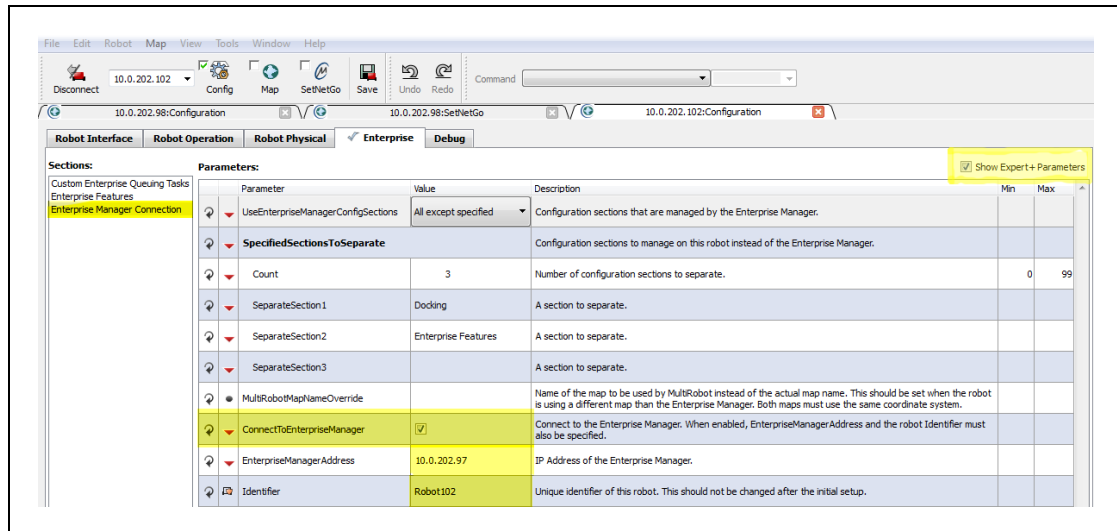 File Edit Robot Map View Tools Window Help
Disconnect 10.0.202.102 Config Map SetNetGo Save Undo Redo Command
10.0.202.98:Configuration 10.0.202.98:SetNetGo 10.0.202.102:Configuration
Robot Interface Robot Operation Robot Physical Enterprise Debug
Sections: Parameters: Show Expert+ Parameters
Custom Enterprise Queuing Tasks
Enterprise Features
Enterprise Manager Connection
Parameter Value Description Min Max
UseEnterpriseManagerConfigSections All except specified Configuration sections that are managed by the Enterprise Manager.
SpecifiedSectionsToSeparate Configuration sections to manage on this robot instead of the Enterprise Manager.
Count 3 Number of configuration sections to separate. 0 99
SeparateSection1 Docking A section to separate.
SeparateSection2 Enterprise Features A section to separate.
SeparateSection3 A section to separate.
MultiRobotMapNameOverride Name of the map to be used by MultiRobot instead of the actual map name. This should be set when the robot
is using a different map than the Enterprise Manager. Both maps must use the same coordinate system.
ConnectToEnterpriseManager Connect to the Enterprise Manager. When enabled, EnterpriseManagerAddress and the robot Identifier must
also be specified.
EnterpriseManagerAddress 10.0.202.97 IP Address of the Enterprise Manager.
Identifier Robot102 Unique identifier of this robot. This should not be changed after the initial setup.